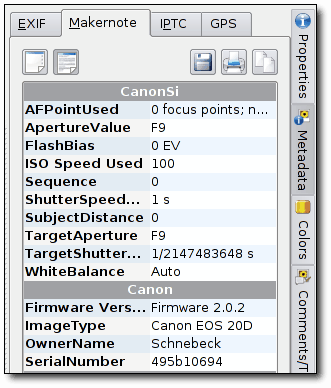 EXIF Makernote IPTC GPS
CanonSi
AFPointUsed 0 focus points; n...
ApertureValue F9
FlashBias 0 EV
ISO Speed Used 100
Sequence 0
ShutterSpeed... 1 s
SubjectDistance 0
TargetAperture F9
TargetShutter... 1/2147483648 s
WhiteBalance Auto
Canon
Firmware Vers... Firmware 2.0.2
ImageType Canon EOS 20D
OwnerName Schnebeck
SerialNumber 495b10694
Properties
Metadata
Colors
Comments/T